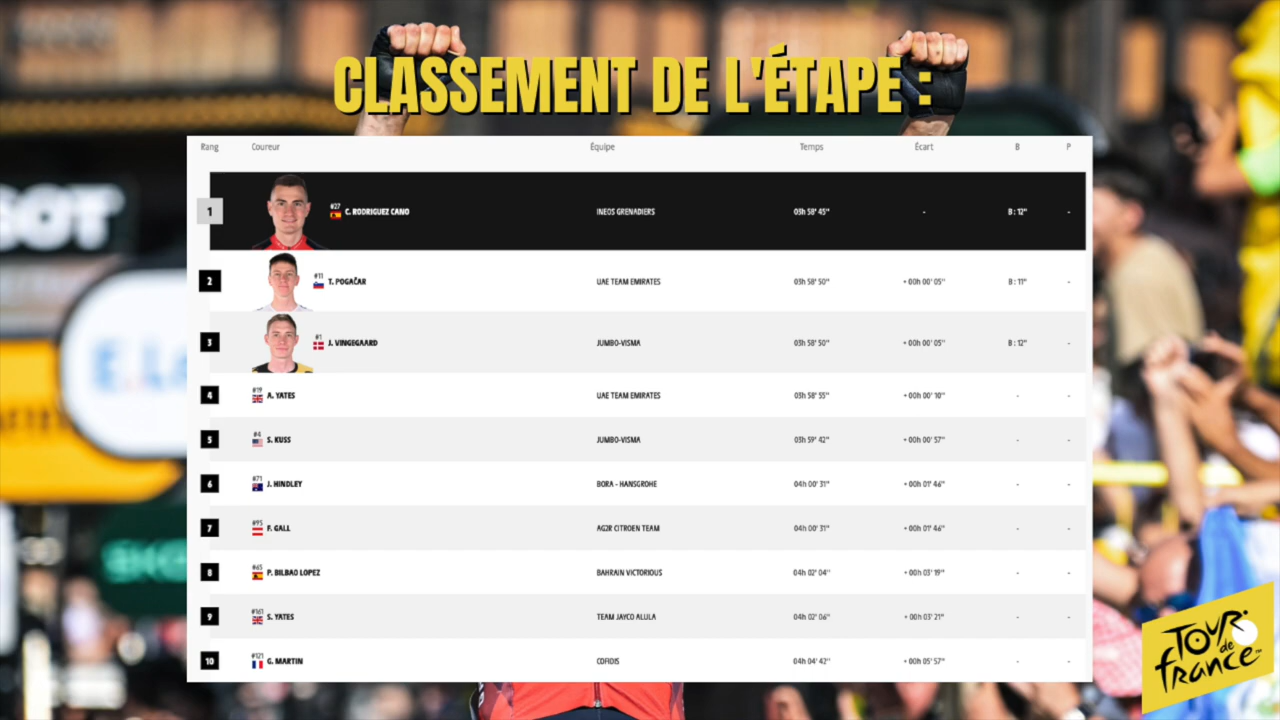 CLASSEMENT DE L'ÉTAPE :
Rang Coureur Équipe Temps Écart B P
1 #27 C. RODRIGUEZ CANO INEOS GRENADIERS 03h 58' 45'' - B : 12'' -
2 #11 T. POGAČAR UAE TEAM EMIRATES 03h 58' 50'' + 00h 00' 05'' B : 11'' -
3 #1 J. VINGEGAARD JUMBO-VISMA 03h 58' 50'' + 00h 00' 05'' B : 12'' -
4 #19 A. YATES UAE TEAM EMIRATES 03h 58' 55'' + 00h 00' 10'' - -
5 #4 S. KUSS JUMBO-VISMA 03h 59' 42'' + 00h 00' 57'' - -
6 #71 J. HINDLEY BORA - HANSGROHE 04h 00' 31'' + 00h 01' 46'' - -
7 #95 F. GALL AG2R CITROEN TEAM 04h 00' 31'' + 00h 01' 46'' - -
8 #65 P. BILBAO LOPEZ BAHRAIN VICTORIOUS 04h 02' 04'' + 00h 03' 19'' - -
9 #161 S. YATES TEAM JAYCO ALULA 04h 02' 06'' + 00h 03' 21'' - -
10 #121 G. MARTIN COFIDIS 04h 04' 42'' + 00h 05' 57'' - -
TOUR
de
france™